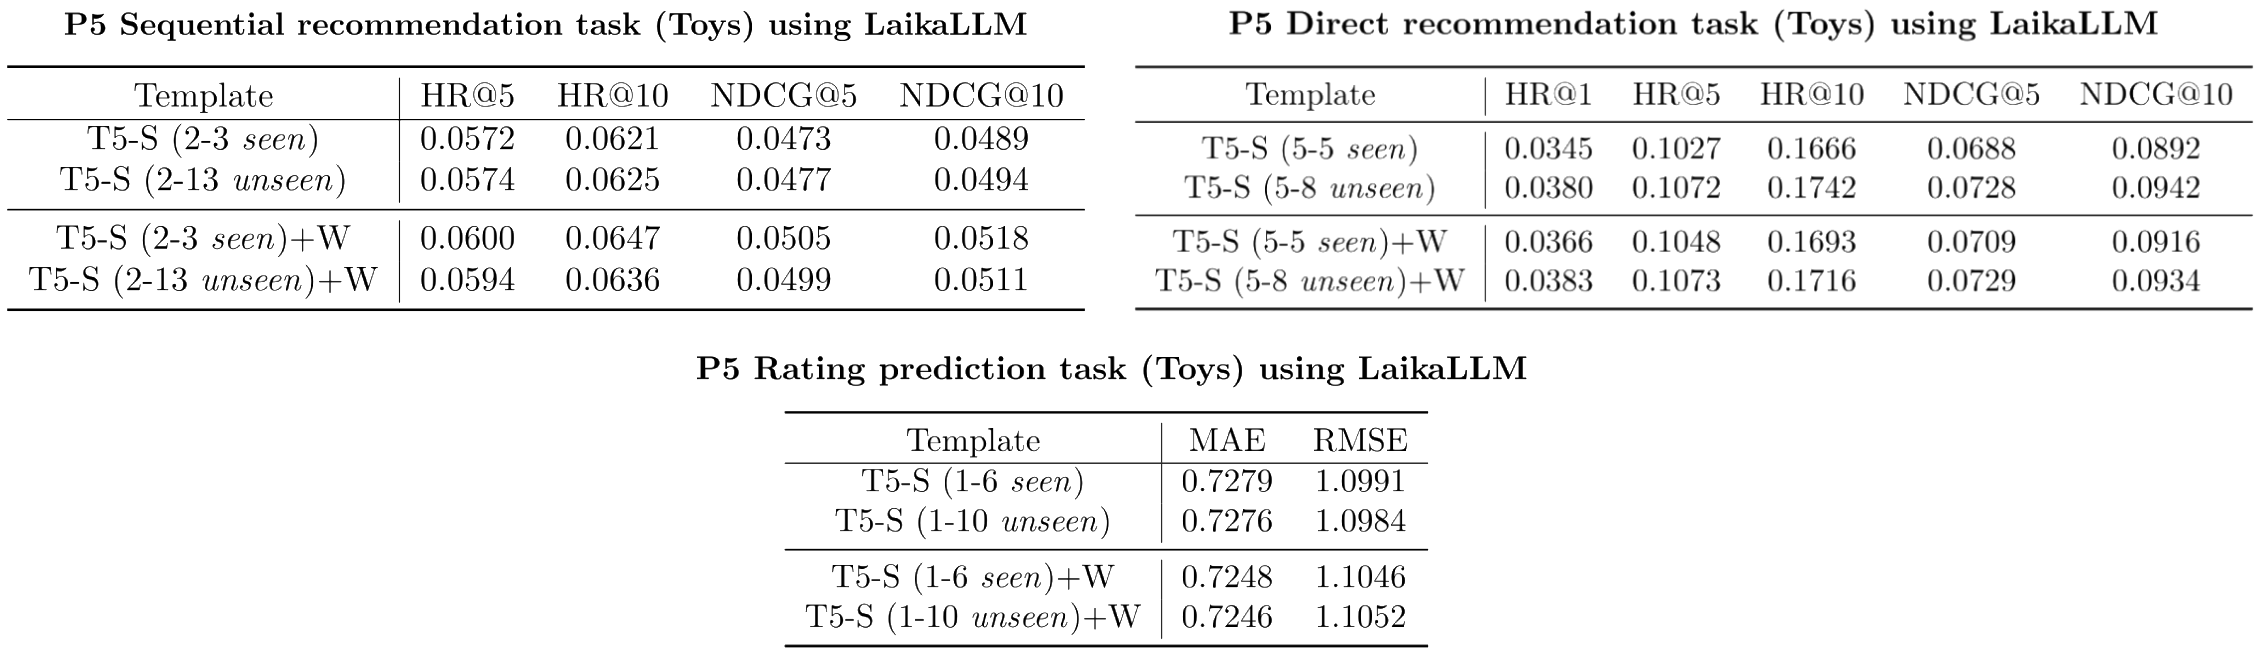 P5 Sequential recommendation task (Toys) using LaikaLLM
Template HR@5 HR@10 NDCG@5 NDCG@10
T5-S (2-3 seen) 0.0572 0.0621 0.0473 0.0489
T5-S (2-13 unseen) 0.0574 0.0625 0.0477 0.0494
T5-S (2-3 seen)+W 0.0600 0.0647 0.0505 0.0518
T5-S (2-13 unseen)+W 0.0594 0.0636 0.0499 0.0511
P5 Direct recommendation task (Toys) using LaikaLLM
Template HR@1 HR@5 HR@10 NDCG@5 NDCG@10
T5-S (5-5 seen) 0.0345 0.1027 0.1666 0.0688 0.0892
T5-S (5-8 unseen) 0.0380 0.1072 0.1742 0.0728 0.0942
T5-S (5-5 seen)+W 0.0366 0.1048 0.1693 0.0709 0.0916
T5-S (5-8 unseen)+W 0.0383 0.1073 0.1716 0.0729 0.0934
P5 Rating prediction task (Toys) using LaikaLLM
Template MAE RMSE
T5-S (1-6 seen) 0.7279 1.0991
T5-S (1-10 unseen) 0.7276 1.0984
T5-S (1-6 seen)+W 0.7248 1.1046
T5-S (1-10 unseen)+W 0.7246 1.1052